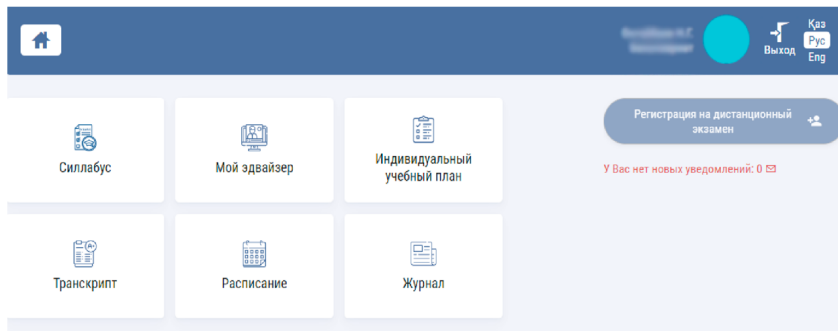 Выход
Қаз
Рус
Eng
Силлабус
Мой эдвайзер
Индивидуальный
учебный план
Регистрация на дистанционный
экзамен
У Вас нет новых уведомлений: 0
Транскрипт
Расписание
Журнал